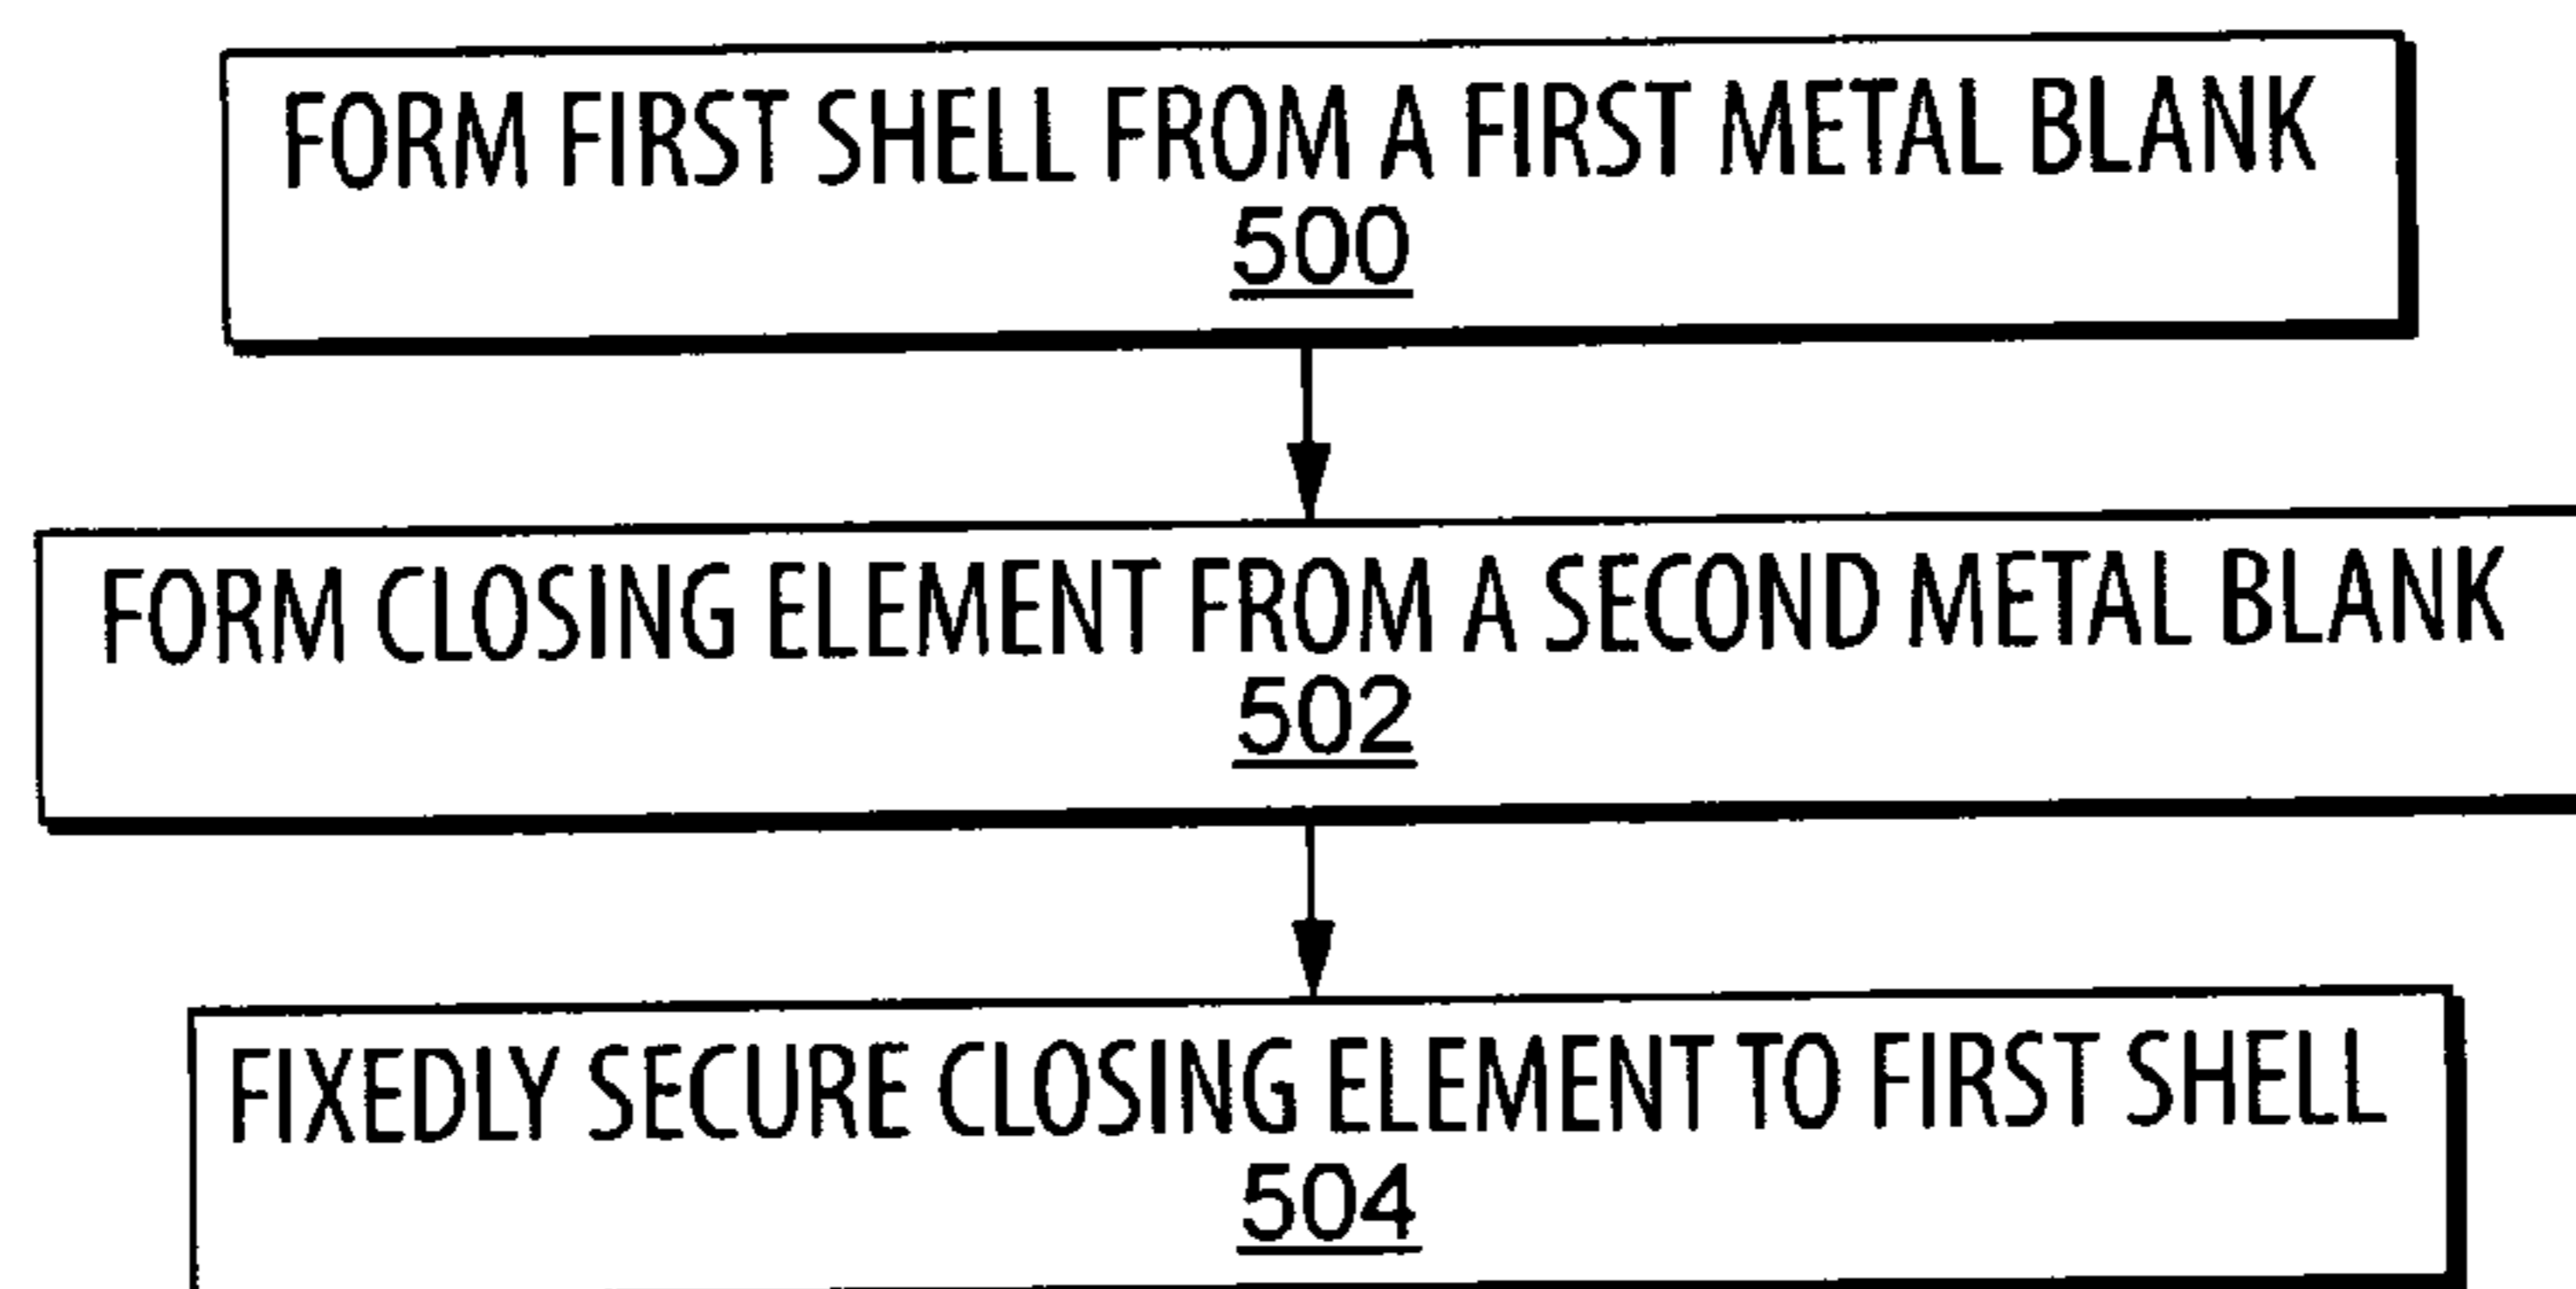 FORM FIRST SHELL FROM A FIRST METAL BLANK
500
FORM CLOSING ELEMENT FROM A SECOND METAL BLANK
502
FIXEDLY SECURE CLOSING ELEMENT TO FIRST SHELL
504